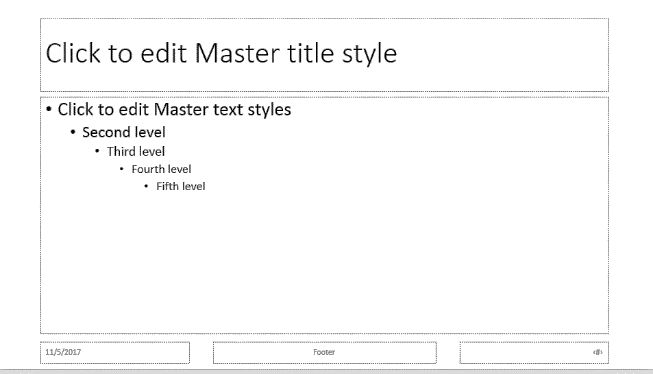 Click to edit Master title style
• Click to edit Master text styles
• Second level
• Third level
• Fourth level
• Fifth level
11/5/2017
Footer
‹#›